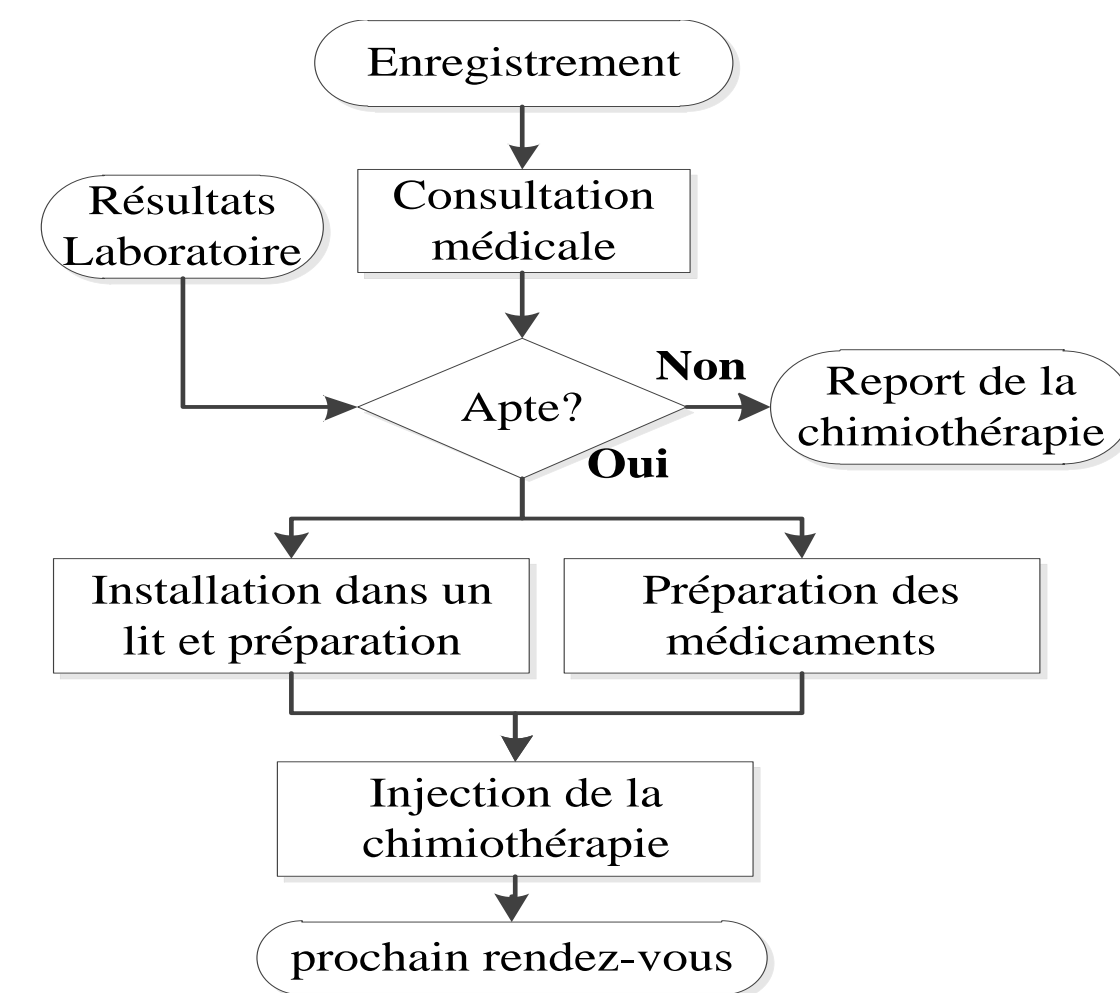 Enregistrement
Résultats
Laboratoire
Consultation
médicale
Apte?
Non
Report de la
chimiothérapie
Oui
Installation dans un
lit et préparation
Préparation des
médicaments
Injection de la
chimiothérapie
prochain rendez-vous